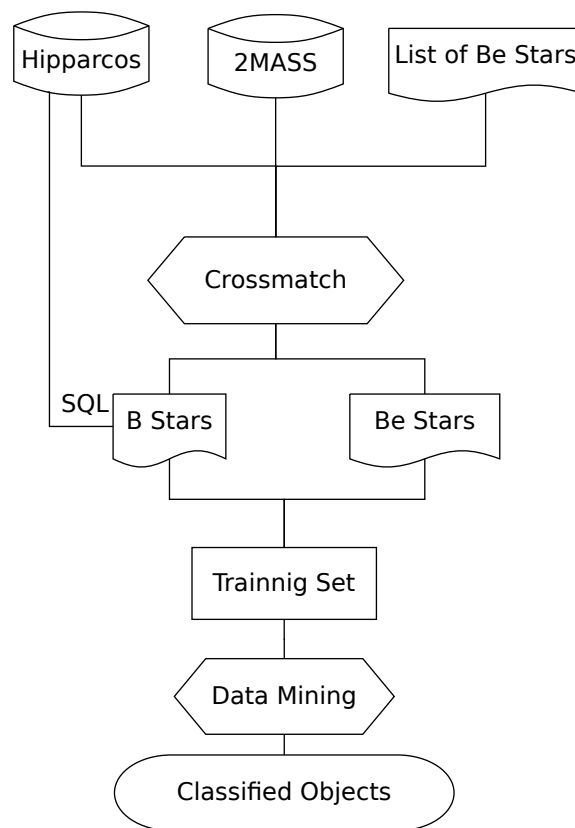 Hipparcos
2MASS
List of Be Stars
Crossmatch
SQL
B Stars
Be Stars
Trainnig Set
Data Mining
Classified Objects